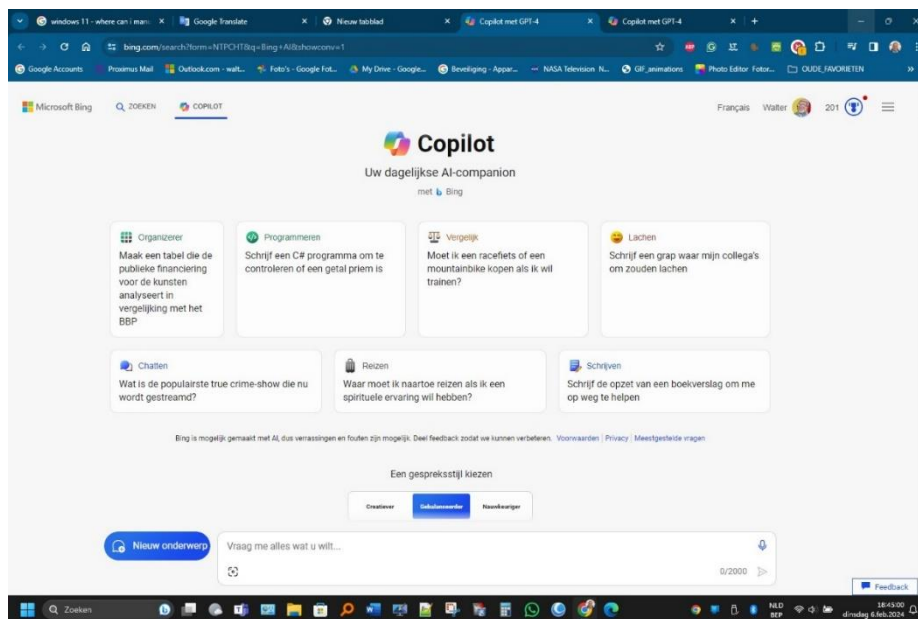 windows 11 - where can i man
Google Translate
Nieuw tabblad
Copilot met GPT-4
Copilot met GPT-4
bing.com/search?form=NTPCHT&q=Bing+AI&showconv=1
Google Accounts
Proximus Mail
Outlook.com - walt...
Foto's - Google Fot...
My Drive - Google...
Beveiliging - Appar...
NASA Television N...
GIF_animations
Photo Editor Fotor...
OUDE_FAVORIETEN
Microsoft Bing
ZOEKEN
COPILOT
Français
Walter
201
Copilot
Uw dagelijkse AI-companion
met b Bing
Organizerer
Maak een tabel die de
publieke financiering
voor de kunsten
analyseert in
vergelijking met het
BBP
Programmeren
Schrijf een C# programma om te
controleren of een getal priem is
Vergelijk
Moet ik een racefiets of een
mountainbike kopen als ik wil
trainen?
Lachen
Schrijf een grap waar mijn collega's
om zouden lachen
Chatten
Wat is de populairste true crime-show die nu
wordt gestreamd?
Reizen
Waar moet ik naartoe reizen als ik een
spirituele ervaring wil hebben?
Schrijven
Schrijf de opzet van een boekverslag om me
op weg te helpen
Bing is mogelijk gemaakt met AI, dus verrassingen en fouten zijn mogelijk. Deel feedback zodat we kunnen verbeteren. Voorwaarden | Privacy | Meestgestelde vragen
Een gespreksstijl kiezen
Creatiever
Gebalanceerder
Nauwkeuriger
Nieuw onderwerp
Vraag me alles wat u wilt...
0/2000
Feedback
Zoeken
NLD
BEP
18:45:00
dinsdag 6.feb.2024